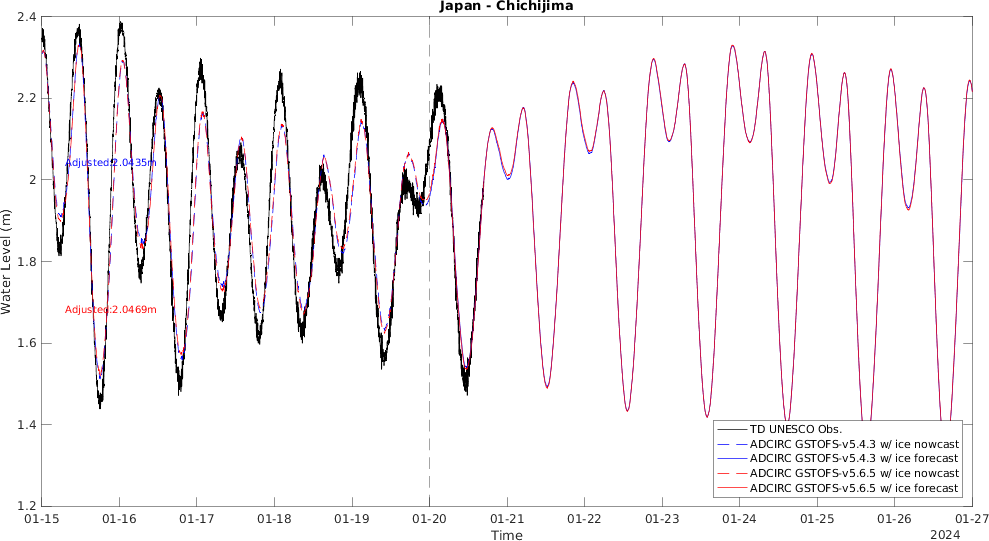 Japan - Chichijima
Water Level (m)
2.4
2.2
2
1.8
1.6
1.4
1.2
Adjusted:2.0435m
Adjusted:2.0469m
TD UNESCO Obs.
ADCIRC GSTOFS-v5.4.3 w/ ice nowcast
ADCIRC GSTOFS-v5.4.3 w/ ice forecast
ADCIRC GSTOFS-v5.6.5 w/ ice nowcast
ADCIRC GSTOFS-v5.6.5 w/ ice forecast
01-15 01-16 01-17 01-18 01-19 01-20 01-21 01-22 01-23 01-24 01-25 01-26 01-27
Time
2024